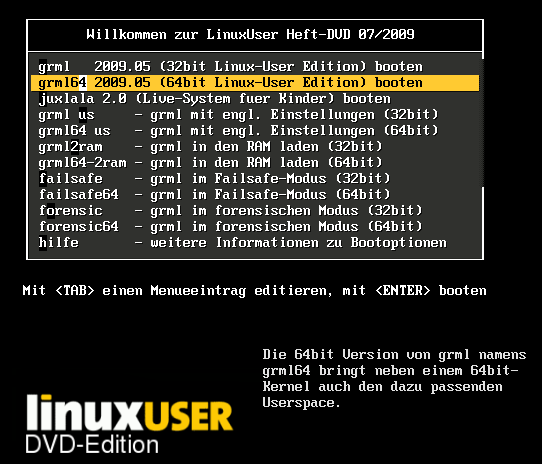 Willkommen zur LinuxUser Heft-DVD 07/2009
grml   2009.05 (32bit Linux-User Edition) booten
grml64 2009.05 (64bit Linux-User Edition) booten
juxlala 2.0 (Live-System fuer Kinder) booten
grml us     - grml mit engl. Einstellungen (32bit)
grml64 us   - grml mit engl. Einstellungen (64bit)
grml2ram    - grml in den RAM laden (32bit)
grml64-2ram - grml in den RAM laden (64bit)
failsafe    - grml im Failsafe-Modus (32bit)
failsafe64  - grml im Failsafe-Modus (64bit)
forensic    - grml im forensischen Modus (32bit)
forensic64  - grml im forensischen Modus (64bit)
hilfe       - weitere Informationen zu Bootoptionen
Mit <TAB> einen Menueeintrag editieren, mit <ENTER> booten
Die 64bit Version von grml namens
grml64 bringt neben einem 64bit-
Kernel auch den dazu passenden
Userspace.
linuxUSER
DVD-Edition